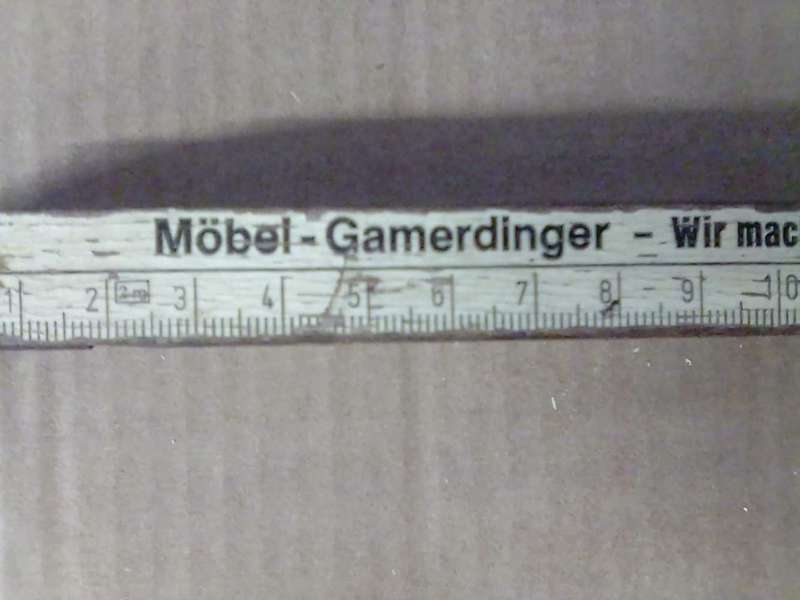 Möbel-Gamerdinger - Wir mac
1 2 3 4 5 6 7 8 9 10